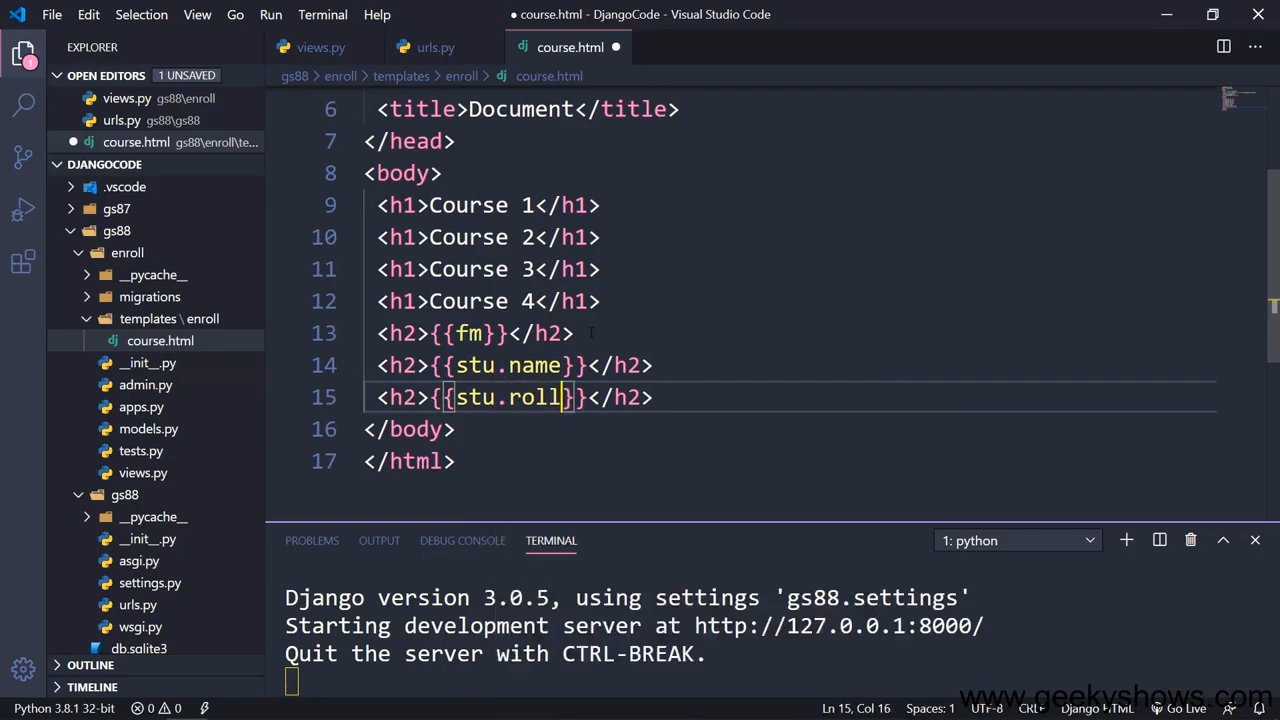 File Edit Selection View Go Run Terminal Help
● course.html - DjangoCode - Visual Studio Code
EXPLORER
views.py
urls.py
course.html
OPEN EDITORS 1 UNSAVED
views.py gs88\enroll
urls.py gs88\gs88
course.html gs88\enroll\te...
DJANGOCODE
.vscode
gs87
gs88
enroll
__pycache__
migrations
templates \ enroll
course.html
__init__.py
admin.py
apps.py
models.py
tests.py
views.py
gs88
__pycache__
__init__.py
asgi.py
settings.py
urls.py
wsgi.py
db.sqlite3
OUTLINE
TIMELINE
1
gs88 > enroll > templates > enroll > course.html
6 <title>Document</title>
7 </head>
8 <body>
9 <h1>Course 1</h1>
10 <h1>Course 2</h1>
11 <h1>Course 3</h1>
12 <h1>Course 4</h1>
13 <h2>{{fm}}</h2>
14 <h2>{{stu.name}}</h2>
15 <h2>{{stu.roll}}</h2>
16 </body>
17 </html>
PROBLEMS OUTPUT DEBUG CONSOLE TERMINAL 1: python
Django version 3.0.5, using settings 'gs88.settings'
Starting development server at http://127.0.0.1:8000/
Quit the server with CTRL-BREAK.
www.geekyshows.com
Python 3.8.1 32-bit 0 0 Ln 15, Col 16 Spaces: 1 UTF-8 CRLF Django HTML Go Live